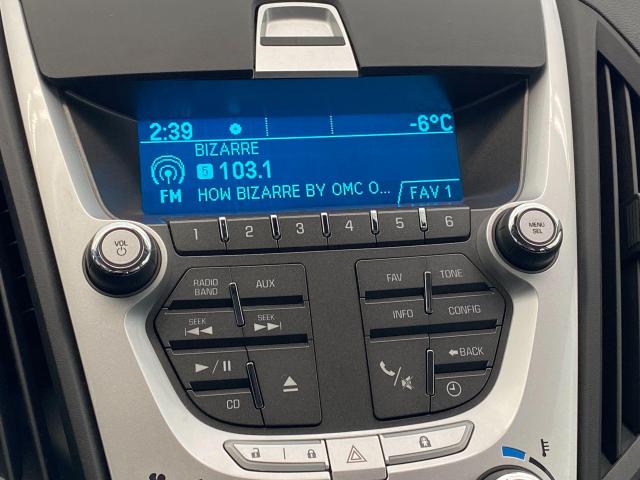 2:39 -6°C
BIZARRE
5 103.1
FM HOW BIZARRE BY OMC O... FAV 1
1 2 3 4 5 6
VOL
MENU
SEL
RADIO
BAND AUX
FAV TONE
SEEK SEEK
INFO CONFIG
BACK
CD